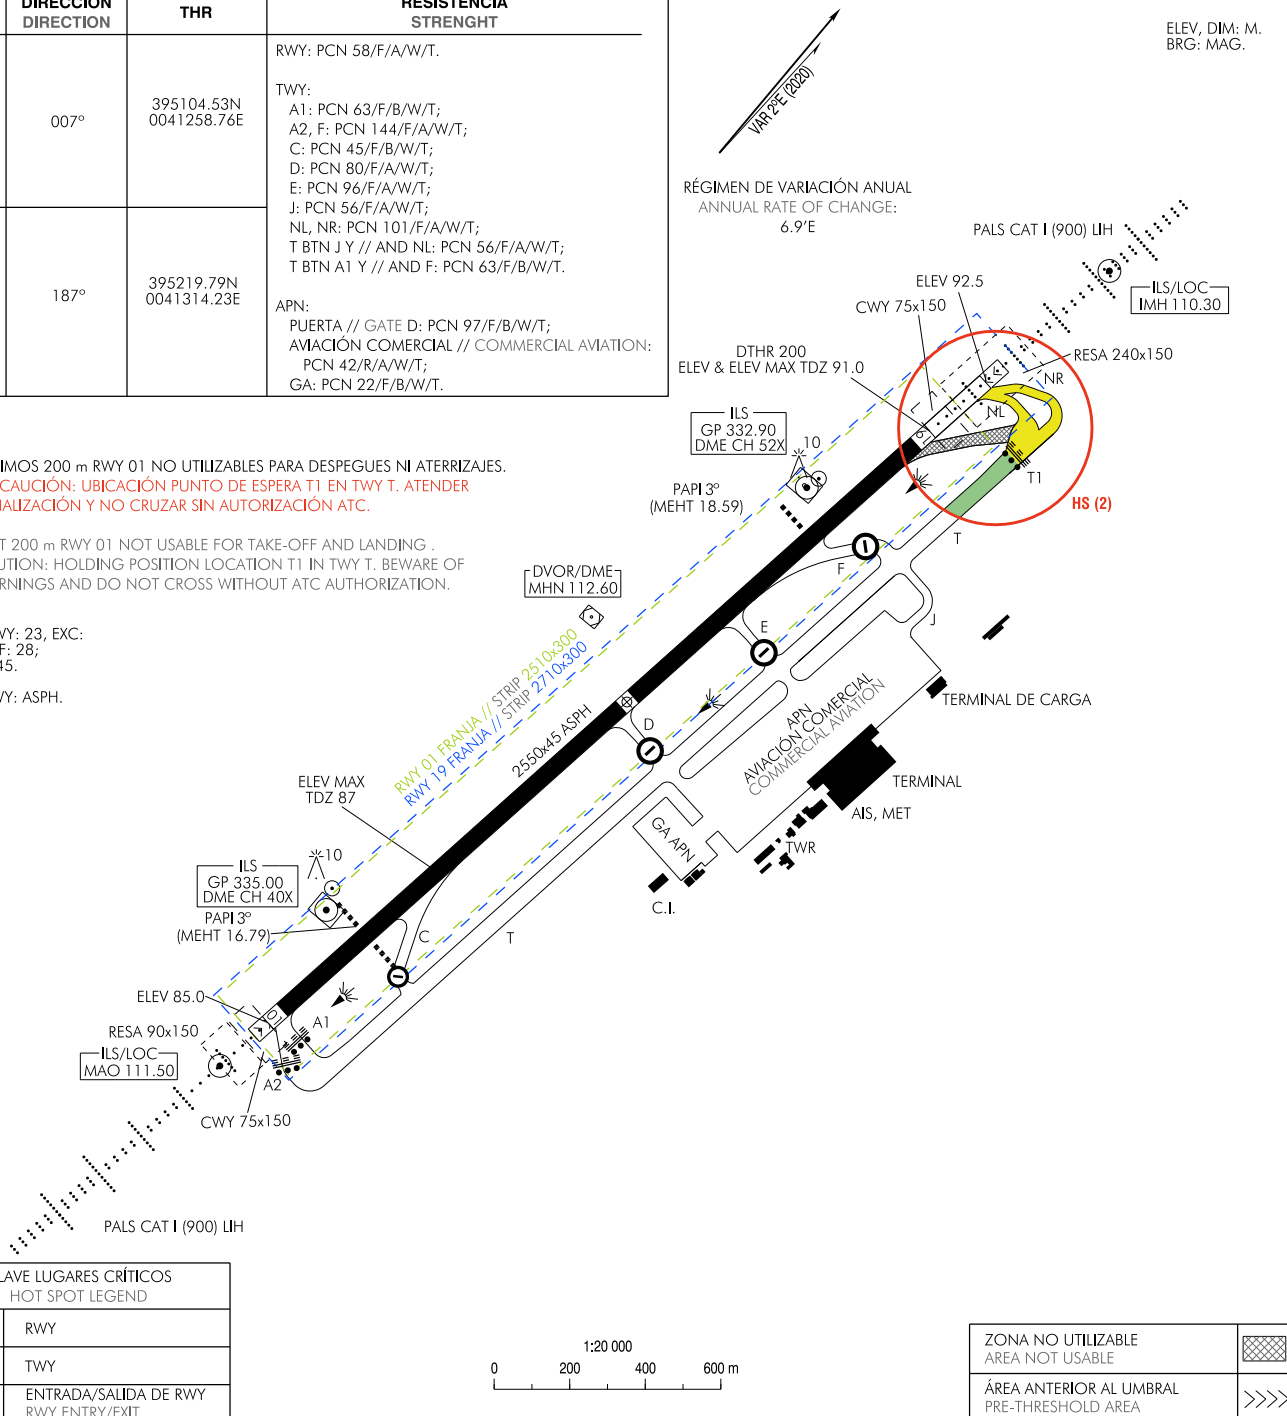 DIRECCIÓN
DIRECTION
THR
RESISTENCIA
STRENGHT
007º
395104.53N
0041258.76E
187º
395219.79N
0041314.23E
RWY: PCN 58/F/A/W/T.
TWY:
A1: PCN 63/F/B/W/T;
A2, F: PCN 144/F/A/W/T;
C: PCN 45/F/B/W/T;
D: PCN 80/F/A/W/T;
E: PCN 96/F/A/W/T;
J: PCN 56/F/A/W/T;
NL, NR: PCN 101/F/A/W/T;
T BTN J Y // AND NL: PCN 56/F/A/W/T;
T BTN A1 Y // AND F: PCN 63/F/B/W/T.
APN:
PUERTA // GATE D: PCN 97/F/B/W/T;
AVIACIÓN COMERCIAL // COMMERCIAL AVIATION:
PCN 42/R/A/W/T;
GA: PCN 22/F/B/W/T.
VAR 2ºE (2020)
ELEV, DIM: M.
BRG: MAG.
RÉGIMEN DE VARIACIÓN ANUAL
ANNUAL RATE OF CHANGE:
6.9'E
PALS CAT I (900) LIH
ELEV 92.5
CWY 75x150
ILS/LOC
IMH 110.30
DTHR 200
ELEV & ELEV MAX TDZ 91.0
RESA 240x150
NR
NL
19
T1
HS (2)
ILS
GP 332.90
DME CH 52X
10
PAPI 3º
(MEHT 18.59)
IMOS 200 m RWY 01 NO UTILIZABLES PARA DESPEGUES NI ATERRIZAJES.
CAUCIÓN: UBICACIÓN PUNTO DE ESPERA T1 EN TWY T. ATENDER
ALIZACIÓN Y NO CRUZAR SIN AUTORIZACIÓN ATC.
T 200 m RWY 01 NOT USABLE FOR TAKE-OFF AND LANDING .
UTION: HOLDING POSITION LOCATION T1 IN TWY T. BEWARE OF
RNINGS AND DO NOT CROSS WITHOUT ATC AUTHORIZATION.
WY: 23, EXC:
F: 28;
45.
WY: ASPH.
DVOR/DME
MHN 112.60
T
F
E
J
D
RWY 01 FRANJA // STRIP 2510x300
RWY 19 FRANJA // STRIP 2710x300
2550x45 ASPH
TERMINAL DE CARGA
APN
AVIACIÓN COMERCIAL
COMMERCIAL AVIATION
TERMINAL
AIS, MET
TWR
GA APN
C.I.
ELEV MAX
TDZ 87
ILS
GP 335.00
DME CH 40X
10
PAPI 3º
(MEHT 16.79)
C
T
ELEV 85.0
01
A1
RESA 90x150
ILS/LOC
MAO 111.50
A2
CWY 75x150
PALS CAT I (900) LIH
LAVE LUGARES CRÍTICOS
HOT SPOT LEGEND
RWY
TWY
ENTRADA/SALIDA DE RWY
RWY ENTRY/EXIT
1:20 000
0 200 400 600 m
ZONA NO UTILIZABLE
AREA NOT USABLE
ÁREA ANTERIOR AL UMBRAL
PRE-THRESHOLD AREA